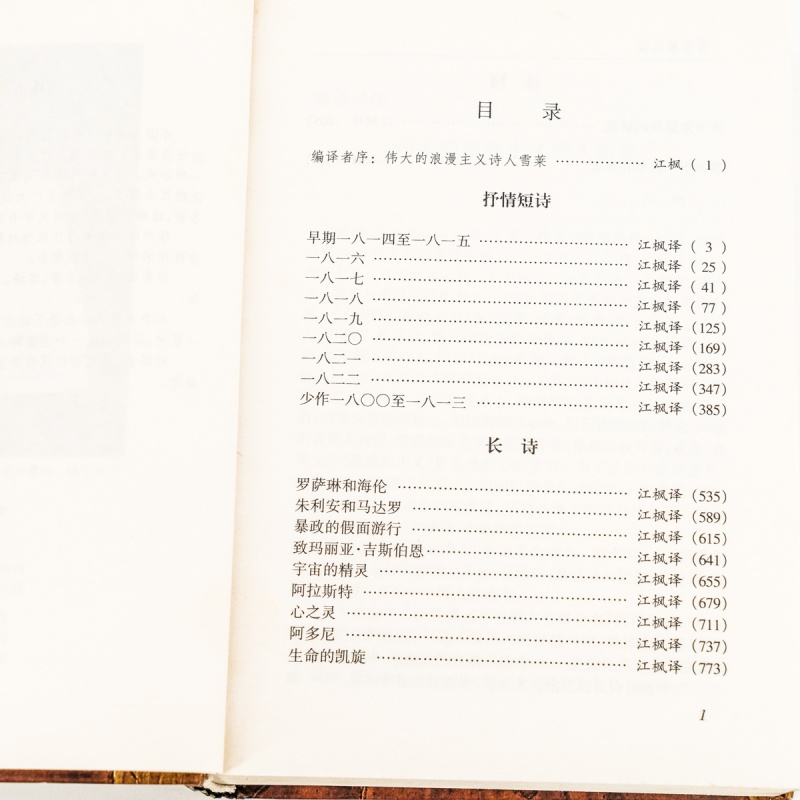 目 录
编译者序：伟大的浪漫主义诗人雪莱 ……………… 江枫（ 1 ）
抒情短诗
早期一八一四至一八一五 ……………… 江枫译（ 3 ）
一八一六 ……………… 江枫译（ 25 ）
一八一七 ……………… 江枫译（ 41 ）
一八一八 ……………… 江枫译（ 77 ）
一八一九 ……………… 江枫译（125）
一八二〇 ……………… 江枫译（169）
一八二一 ……………… 江枫译（283）
一八二二 ……………… 江枫译（347）
少作一八〇〇至一八一三 ……………… 江枫译（385）
长 诗
罗萨琳和海伦 ……………… 江枫译（535）
朱利安和马达罗 ……………… 江枫译（589）
暴政的假面游行 ……………… 江枫译（615）
致玛丽亚·吉斯伯恩 ……………… 江枫译（641）
宇宙的精灵 ……………… 江枫译（655）
阿拉斯特 ……………… 江枫译（679）
心之灵 ……………… 江枫译（711）
阿多尼 ……………… 江枫译（737）
生命的凯旋 ……………… 江枫译（773）
1